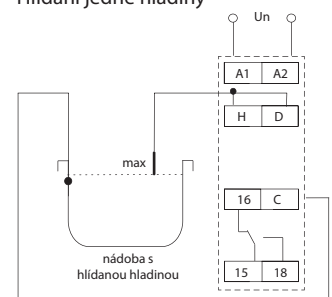 Hlídání jedné hladiny
Un
A1 A2
H D
max
16 C
nádoba s
hlídanou hladinou
15 18